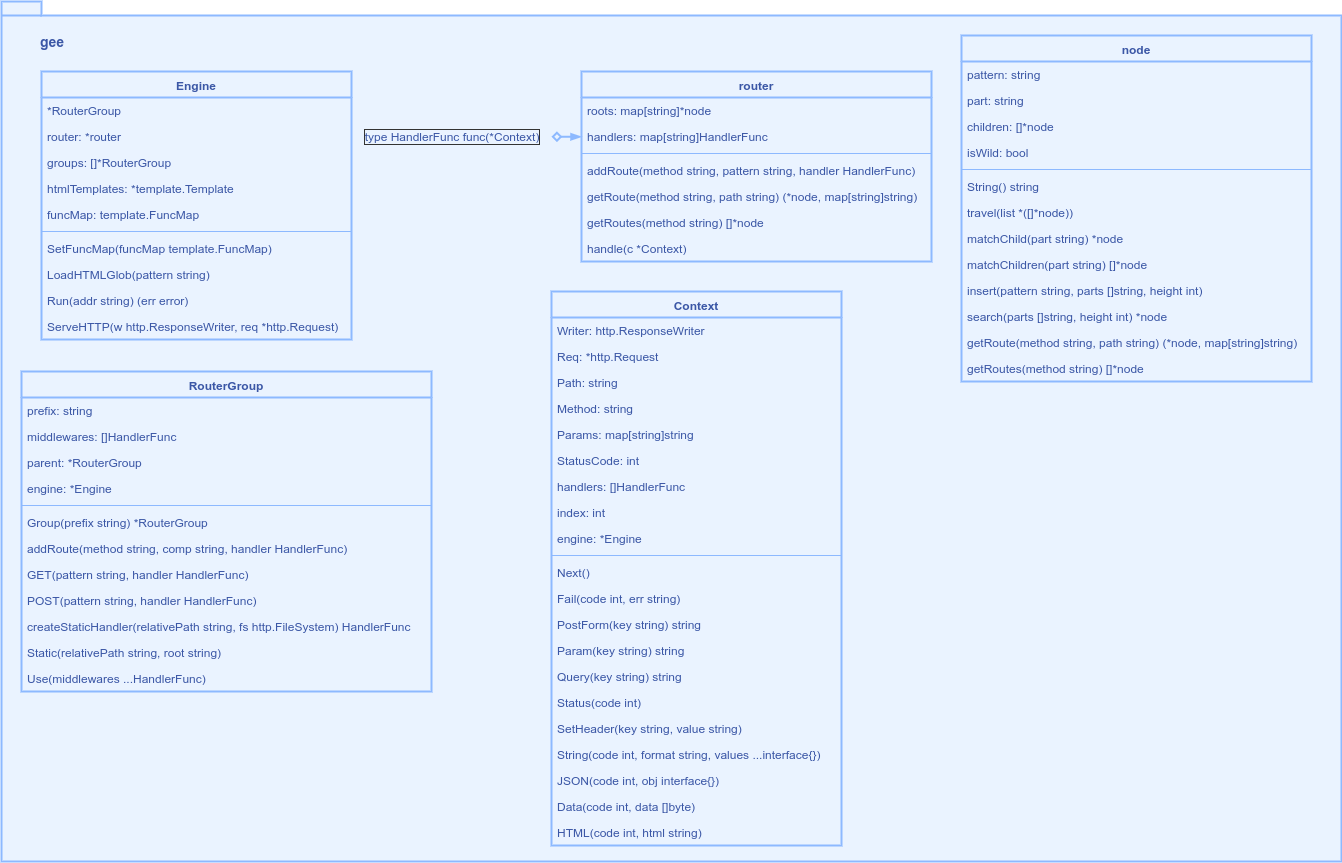 gee
Engine
*RouterGroup
router: *router
groups: []*RouterGroup
htmlTemplates: *template.Template
funcMap: template.FuncMap
SetFuncMap(funcMap template.FuncMap)
LoadHTMLGlob(pattern string)
Run(addr string) (err error)
ServeHTTP(w http.ResponseWriter, req *http.Request)
type HandlerFunc func(*Context)
router
roots: map[string]*node
handlers: map[string]HandlerFunc
addRoute(method string, pattern string, handler HandlerFunc)
getRoute(method string, path string) (*node, map[string]string)
getRoutes(method string) []*node
handle(c *Context)
node
pattern: string
part: string
children: []*node
isWild: bool
String() string
travel(list *([]*node))
matchChild(part string) *node
matchChildren(part string) []*node
insert(pattern string, parts []string, height int)
search(parts []string, height int) *node
getRoute(method string, path string) (*node, map[string]string)
getRoutes(method string) []*node
RouterGroup
prefix: string
middlewares: []HandlerFunc
parent: *RouterGroup
engine: *Engine
Group(prefix string) *RouterGroup
addRoute(method string, comp string, handler HandlerFunc)
GET(pattern string, handler HandlerFunc)
POST(pattern string, handler HandlerFunc)
createStaticHandler(relativePath string, fs http.FileSystem) HandlerFunc
Static(relativePath string, root string)
Use(middlewares ...HandlerFunc)
Context
Writer: http.ResponseWriter
Req: *http.Request
Path: string
Method: string
Params: map[string]string
StatusCode: int
handlers: []HandlerFunc
index: int
engine: *Engine
Next()
Fail(code int, err string)
PostForm(key string) string
Param(key string) string
Query(key string) string
Status(code int)
SetHeader(key string, value string)
String(code int, format string, values ...interface{})
JSON(code int, obj interface{})
Data(code int, data []byte)
HTML(code int, html string)